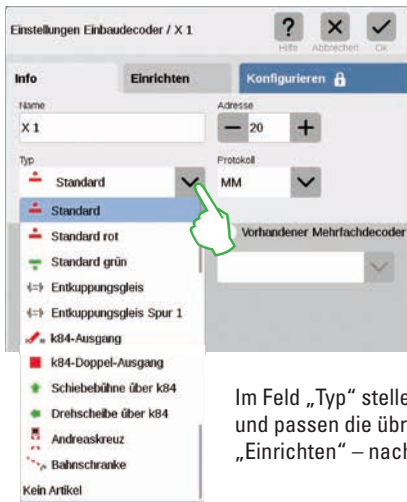 Einstellungen Einbaudecoder / X 1
Hilfe Abbrechen Ok
Info Einrichten Konfigurieren
Name Adresse
X 1 20
Typ Protokoll
Standard MM
Standard
Standard rot
Vorhandener Mehrfachdecoder
Standard grün
Entkuppungsgleis
Entkuppungsgleis Spur 1
k84-Ausgang
k84-Doppel-Ausgang
Schiebebühne über k84
Drehscheibe über k84
Andreaskreuz
Bahnschranke
Kein Artikel
Im Feld „Typ“ stelle
und passen die übr
„Einrichten“ – nach